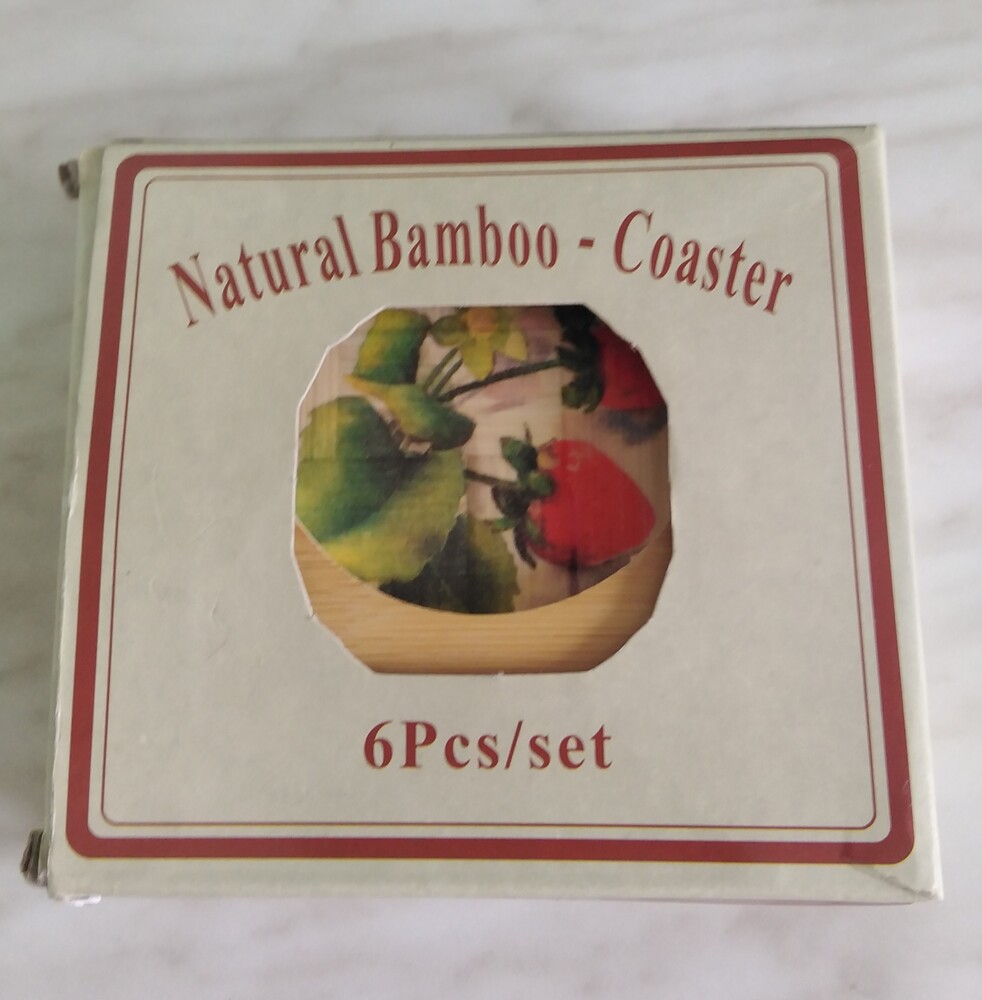 Natural Bamboo - Coaster
6Pcs/set